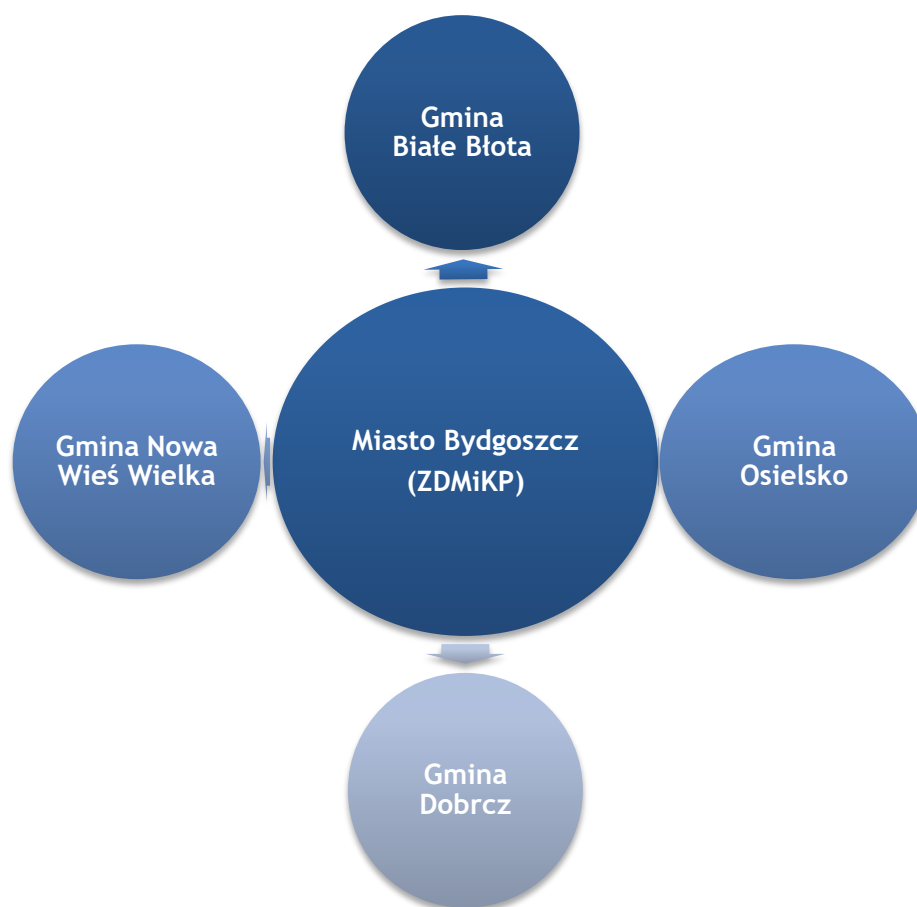 Gmina
Białe Błota
Gmina Nowa
Wieś Wielka
Miasto Bydgoszcz
(ZDMiKP)
Gmina
Osielsko
Gmina
Dobrcz